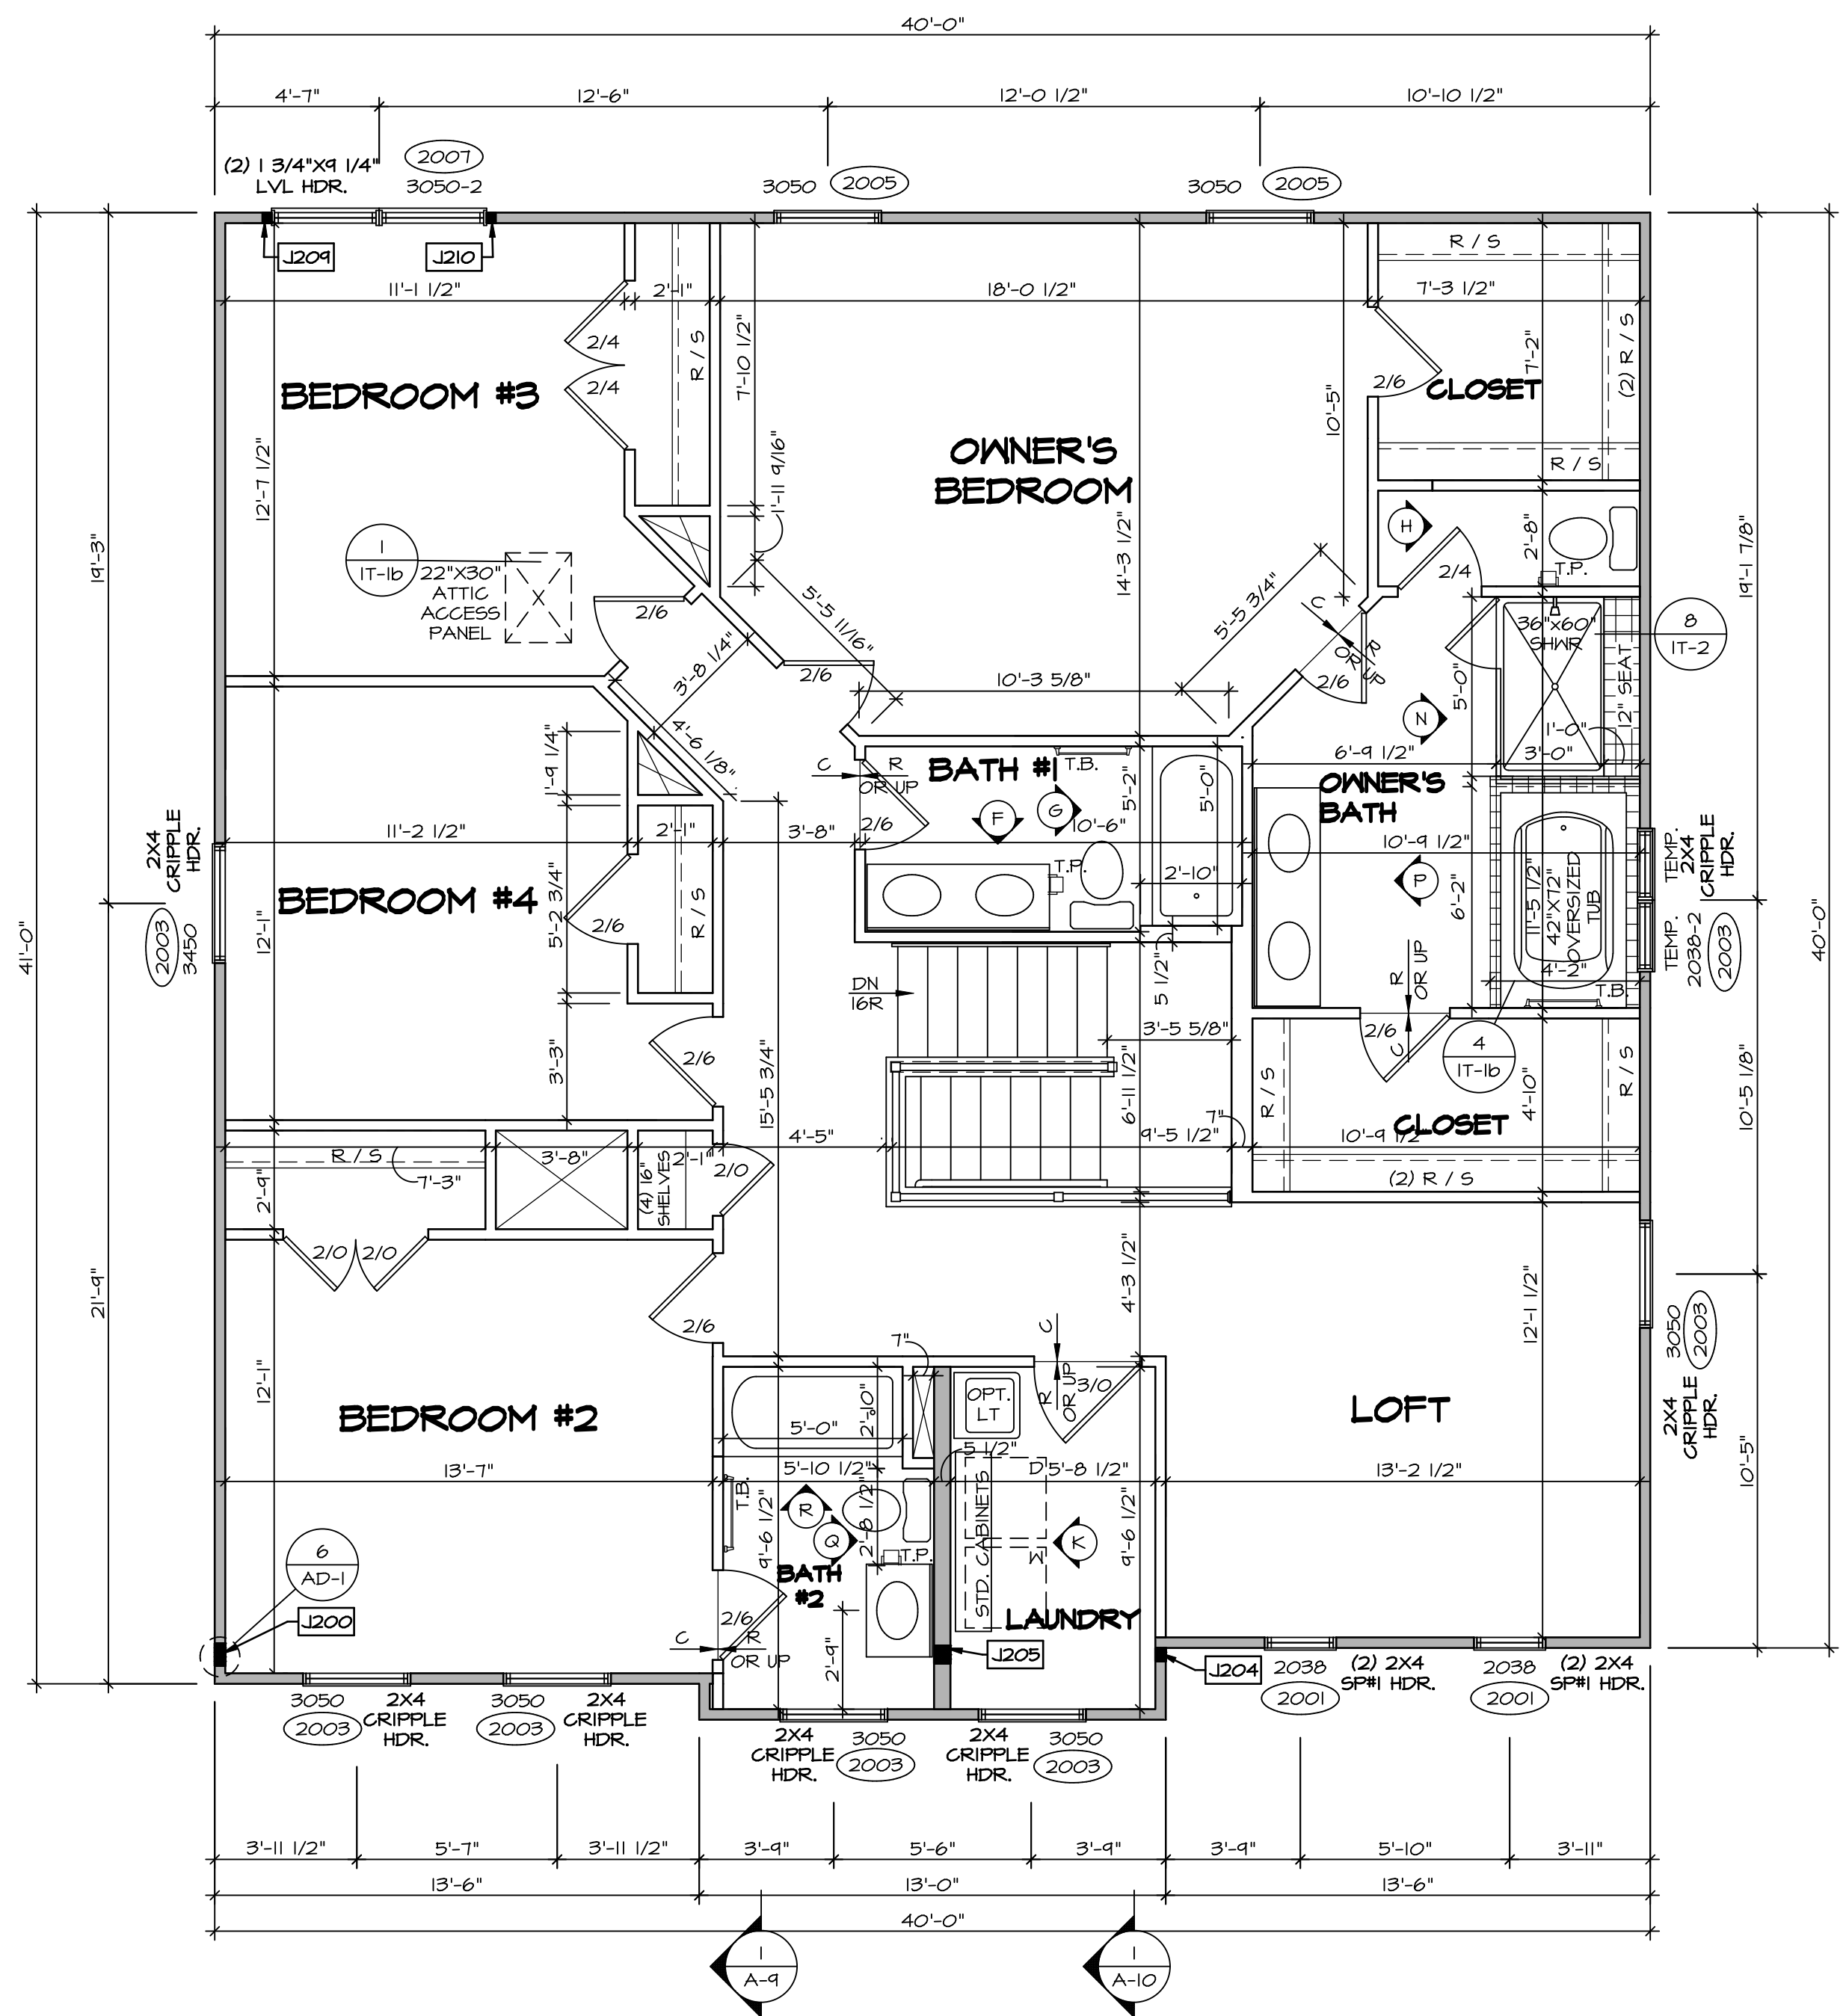 40'-0"
4'-7"
12'-6"
12'-0 1/2"
10'-10 1/2"
(2) 1 3/4"X9 1/4"
LVL HDR.
2007
3050-2
3050
2005
3050
2005
J209
J210
R / S
11'-1 1/2"
2'-1"
18'-0 1/2"
7'-3 1/2"
2/4
2/4
R / S
7'-10 1/2"
BEDROOM #3
OWNER'S
BEDROOM
10'-5"
2/6
CLOSET
7'-2"
(2) R / S
R / S
12'-7 1/2"
1'-11 9/16"
14'-3 1/2"
H
2'-8"
T.P.
2/4
1
1T-1b
22"X30"
ATTIC
ACCESS
PANEL
2/6
5'-5 11/16"
5'-5 3/4"
C
R
OR UP
2/6
36"x60"
SHWR
12" SEAT
8
IT-2
19'-1 7/8"
19'-3"
3'-8 1/4"
2/6
10'-3 5/8"
5'-0"
N
1'-0"
3'-0"
6'-9 1/2"
4'-6 1/8"
1'-9 1/4"
C
R
OR UP
BATH #1
T.B.
5'-2"
5'-0"
OWNER'S
BATH
F
G
10'-6"
2/6
11'-2 1/2"
2'-1"
3'-8"
10'-9 1/2"
T.P.
2'-10"
P
6'-2"
11'-5 1/2"
42"X12"
OVERSIZED
TUB
4'-2"
T.B.
2X4
CRIPPLE
HDR.
2003
3450
TEMP.
2X4
CRIPPLE
HDR.
TEMP.
2038-2
2003
41'-0"
40'-0"
BEDROOM #4
12'-1"
5'-2 3/4"
2/6
R / S
DN
16R
5 1/2"
3'-5 5/8"
R
OR UP
C
2/6
4
1T-1b
3'-3"
2/6
15'-5 3/4"
6'-11 1/2"
7"
R / S
4'-10"
R / S
CLOSET
10'-5 1/8"
4'-5"
9'-5 1/2"
10'-9 1/2"
(2) R / S
R / S
7'-3"
2'-9"
3'-8"
2'-1"
(4) 16"
SHELVES
2/0
2/0
2/0
21'-9"
2/6
4'-3 1/2"
12'-1 1/2"
3050
2003
2X4
CRIPPLE
HDR.
BEDROOM #2
12'-1"
7"
C
R
OR UP
3/0
OPT.
LT
LOFT
5'-0"
2'-10"
5 1/2"
10'-5"
13'-7"
5'-10 1/2"
D
5'-8 1/2"
13'-2 1/2"
T.B.
R
Q
9'-6 1/2"
2'-8 1/2"
T.P.
STD. CABINETS
W
K
9'-6 1/2"
BATH
#2
LAUNDRY
6
AD-1
J200
2/6
C
R
OR UP
2'-9"
J205
J204
3050
2003
2X4
CRIPPLE
HDR.
3050
2003
2X4
CRIPPLE
HDR.
2X4
CRIPPLE
HDR.
3050
2003
2X4
CRIPPLE
HDR.
3050
2003
2038
2001
(2) 2X4
SP#1 HDR.
2038
2001
(2) 2X4
SP#1 HDR.
3'-11 1/2"
5'-7"
3'-11 1/2"
3'-9"
5'-6"
3'-9"
3'-9"
5'-10"
3'-11"
13'-6"
13'-0"
13'-6"
40'-0"
1
A-9
1
A-10